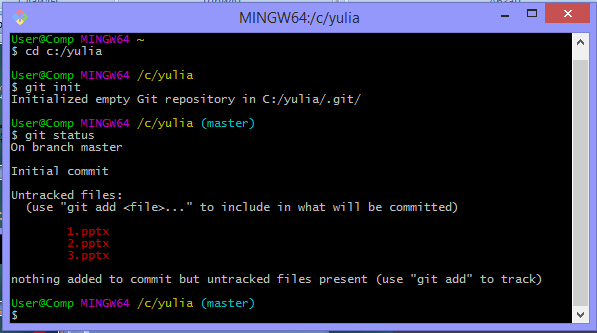 MINGW64:/c/yulia
User@Comp MINGW64 ~
$ cd c:/yulia
User@Comp MINGW64 /c/yulia
$ git init
Initialized empty Git repository in C:/yulia/.git/
User@Comp MINGW64 /c/yulia (master)
$ git status
On branch master
Initial commit
Untracked files:
(use "git add <file>..." to include in what will be committed)
1.pptx
2.pptx
3.pptx
nothing added to commit but untracked files present (use "git add" to track)
User@Comp MINGW64 /c/yulia (master)
$